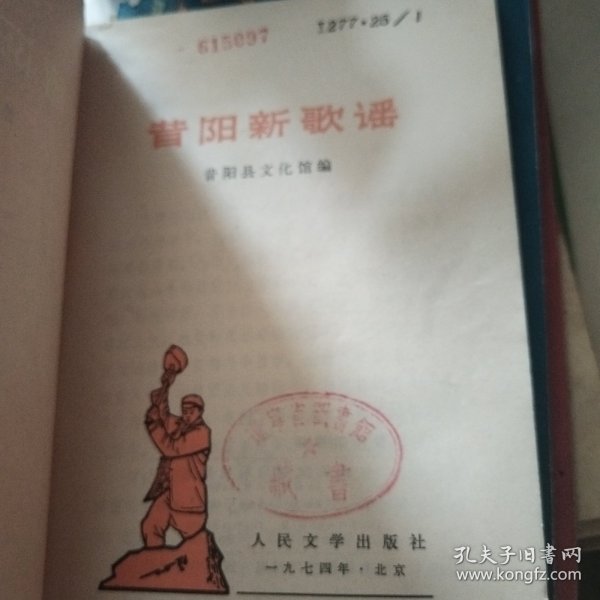 615097
I277·25/1
昔阳新歌谣
昔阳县文化馆编
藏書
人民文学出版社
一九七四年·北京
孔夫子旧书网
www.kongfz.com